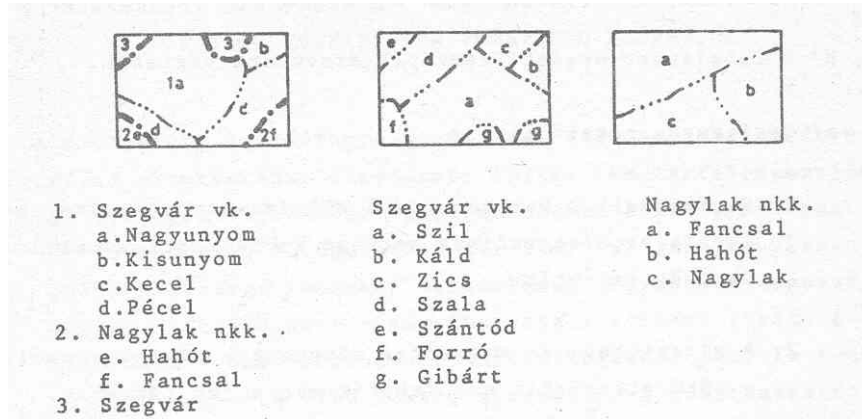 3 3 b
1a
c
2e d 2f
e d c b
a
f g g
a
b
c
1. Szegvár vk.
a.Nagyunyom
b.Kisunyom
c.Kecel
d.Pécel
2. Nagylak nkk.
e. Hahót
f. Fancsal
3. Szegvár
Szegvár vk.
a. Szil
b. Káld
c. Zics
d. Szala
e. Szántód
f. Forró
g. Gibárt
Nagylak nkk.
a. Fancsal
b. Hahót
c. Nagylak